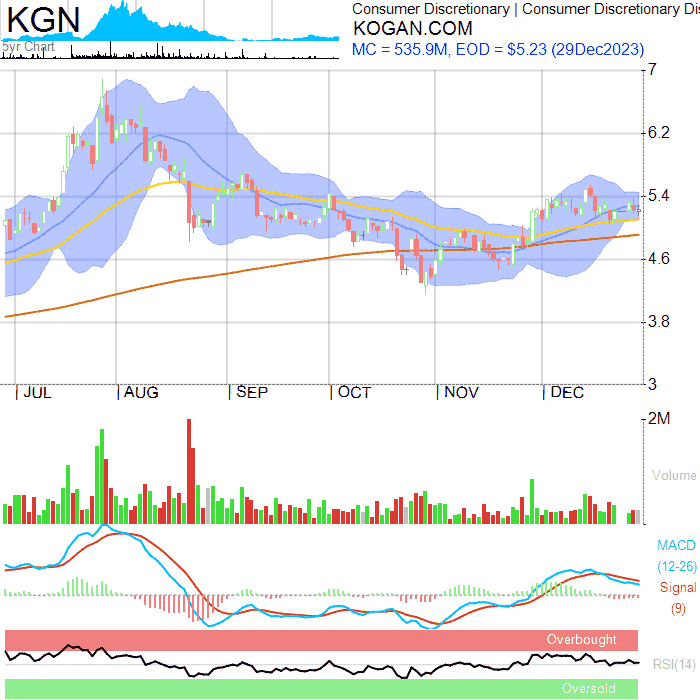 KGN
5yr Chart
Consumer Discretionary | Consumer Discretionary Dis
KOGAN.COM
MC = 535.9M, EOD = $5.23 (29Dec2023)
7
6.2
5.4
4.6
3.8
3
JUL
AUG
SEP
OCT
NOV
DEC
2M
Volume
MACD
(12-26)
Signal
(9)
Overbought
RSI(14)
Oversold